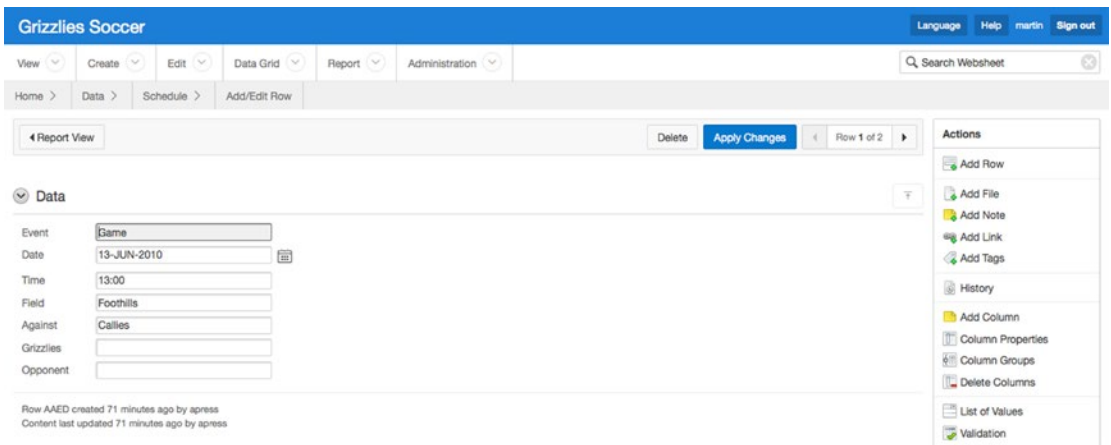 Grizzlies Soccer
Language Help martin Sign out
View Create Edit Data Grid Report Administration
Search Websheet
Home > Data > Schedule > Add/Edit Row
Report View
Delete Apply Changes Row 1 of 2
Actions
Add Row
Add File
Add Note
Add Link
Add Tags
History
Add Column
Column Properties
Column Groups
Delete Columns
List of Values
Validation
Data
Event Game
Date 13-JUN-2010
Time 13:00
Field Foothills
Against Callies
Grizzlies
Opponent
Row AAED created 71 minutes ago by apress
Content last updated 71 minutes ago by apress